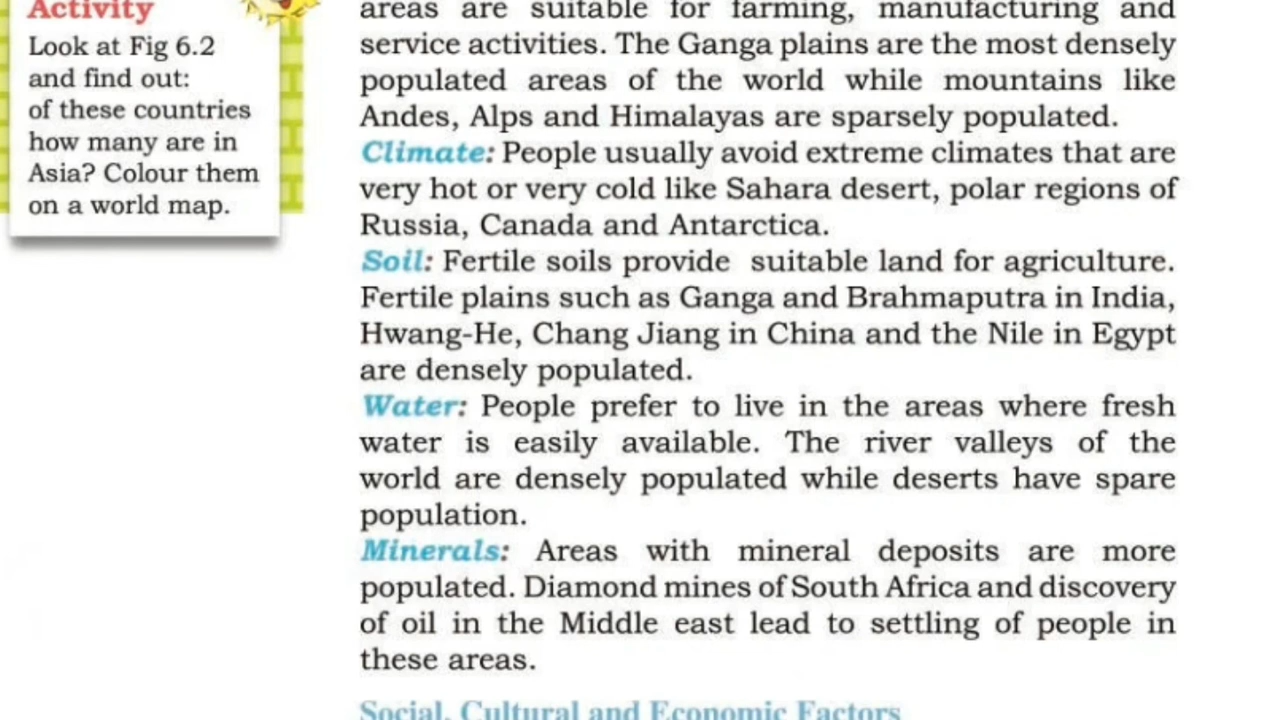 Activity
Look at Fig 6.2
and find out:
of these countries
how many are in
Asia? Colour them
on a world map.
areas are suitable for farming, manufacturing and
service activities. The Ganga plains are the most densely
populated areas of the world while mountains like
Andes, Alps and Himalayas are sparsely populated.
Climate: People usually avoid extreme climates that are
very hot or very cold like Sahara desert, polar regions of
Russia, Canada and Antarctica.
Soil: Fertile soils provide suitable land for agriculture.
Fertile plains such as Ganga and Brahmaputra in India,
Hwang-He, Chang Jiang in China and the Nile in Egypt
are densely populated.
Water: People prefer to live in the areas where fresh
water is easily available. The river valleys of the
world are densely populated while deserts have spare
population.
Minerals: Areas with mineral deposits are more
populated. Diamond mines of South Africa and discovery
of oil in the Middle east lead to settling of people in
these areas.
Social, Cultural and Economic Factors